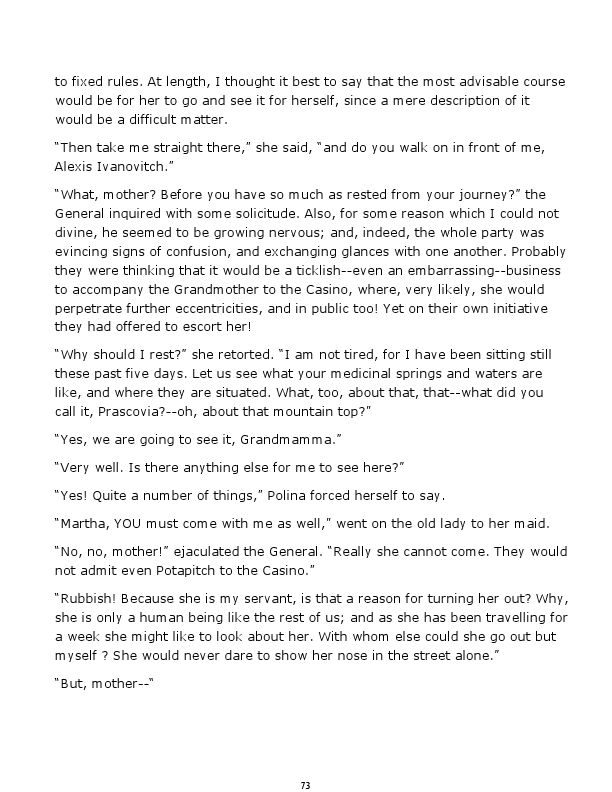 to fixed rules. At length, I thought it best to say that the most advisable course
would be for her to go and see it for herself, since a mere description of it
would be a difficult matter.
“Then take me straight there,” she said, “and do you walk on in front of me,
Alexis Ivanovitch.”
“What, mother? Before you have so much as rested from your journey?” the
General inquired with some solicitude. Also, for some reason which I could not
divine, he seemed to be growing nervous; and, indeed, the whole party was
evincing signs of confusion, and exchanging glances with one another. Probably
they were thinking that it would be a ticklish--even an embarrassing--business
to accompany the Grandmother to the Casino, where, very likely, she would
perpetrate further eccentricities, and in public too! Yet on their own initiative
they had offered to escort her!
“Why should I rest?” she retorted. “I am not tired, for I have been sitting still
these past five days. Let us see what your medicinal springs and waters are
like, and where they are situated. What, too, about that, that--what did you
call it, Prascovia?--oh, about that mountain top?”
“Yes, we are going to see it, Grandmamma.”
“Very well. Is there anything else for me to see here?”
“Yes! Quite a number of things,” Polina forced herself to say.
“Martha, YOU must come with me as well,” went on the old lady to her maid.
“No, no, mother!” ejaculated the General. “Really she cannot come. They would
not admit even Potapitch to the Casino.”
“Rubbish! Because she is my servant, is that a reason for turning her out? Why,
she is only a human being like the rest of us; and as she has been travelling for
a week she might like to look about her. With whom else could she go out but
myself ? She would never dare to show her nose in the street alone.”
“But, mother--“
73